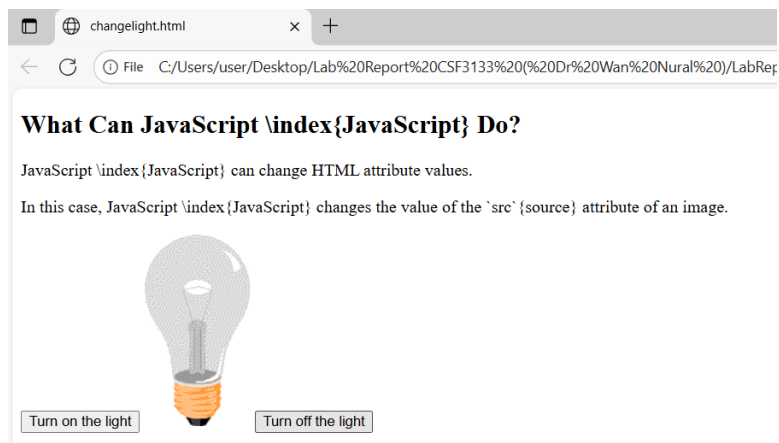 changelight.html
File C:/Users/user/Desktop/Lab%20Report%20CSF3133%20(%20Dr%20Wan%20Nural%20)/LabRep
What Can JavaScript \index{JavaScript} Do?
JavaScript \index{JavaScript} can change HTML attribute values.
In this case, JavaScript \index{JavaScript} changes the value of the `src`{source} attribute of an image.
Turn on the light Turn off the light